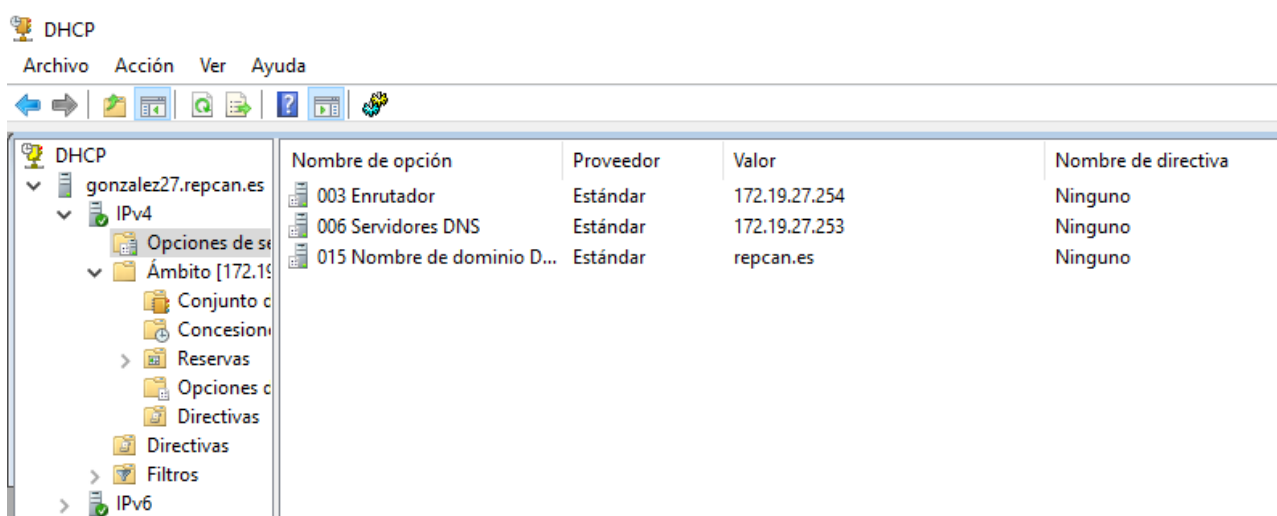 DHCP
Archivo Acción Ver Ayuda
DHCP
gonzalez27.repcan.es
IPv4
Opciones de se
Ámbito [172.19
Conjunto d
Concesion
Reservas
Opciones d
Directivas
Directivas
Filtros
IPv6
Nombre de opción Proveedor Valor Nombre de directiva
003 Enrutador Estándar 172.19.27.254 Ninguno
006 Servidores DNS Estándar 172.19.27.253 Ninguno
015 Nombre de dominio D... Estándar repcan.es Ninguno